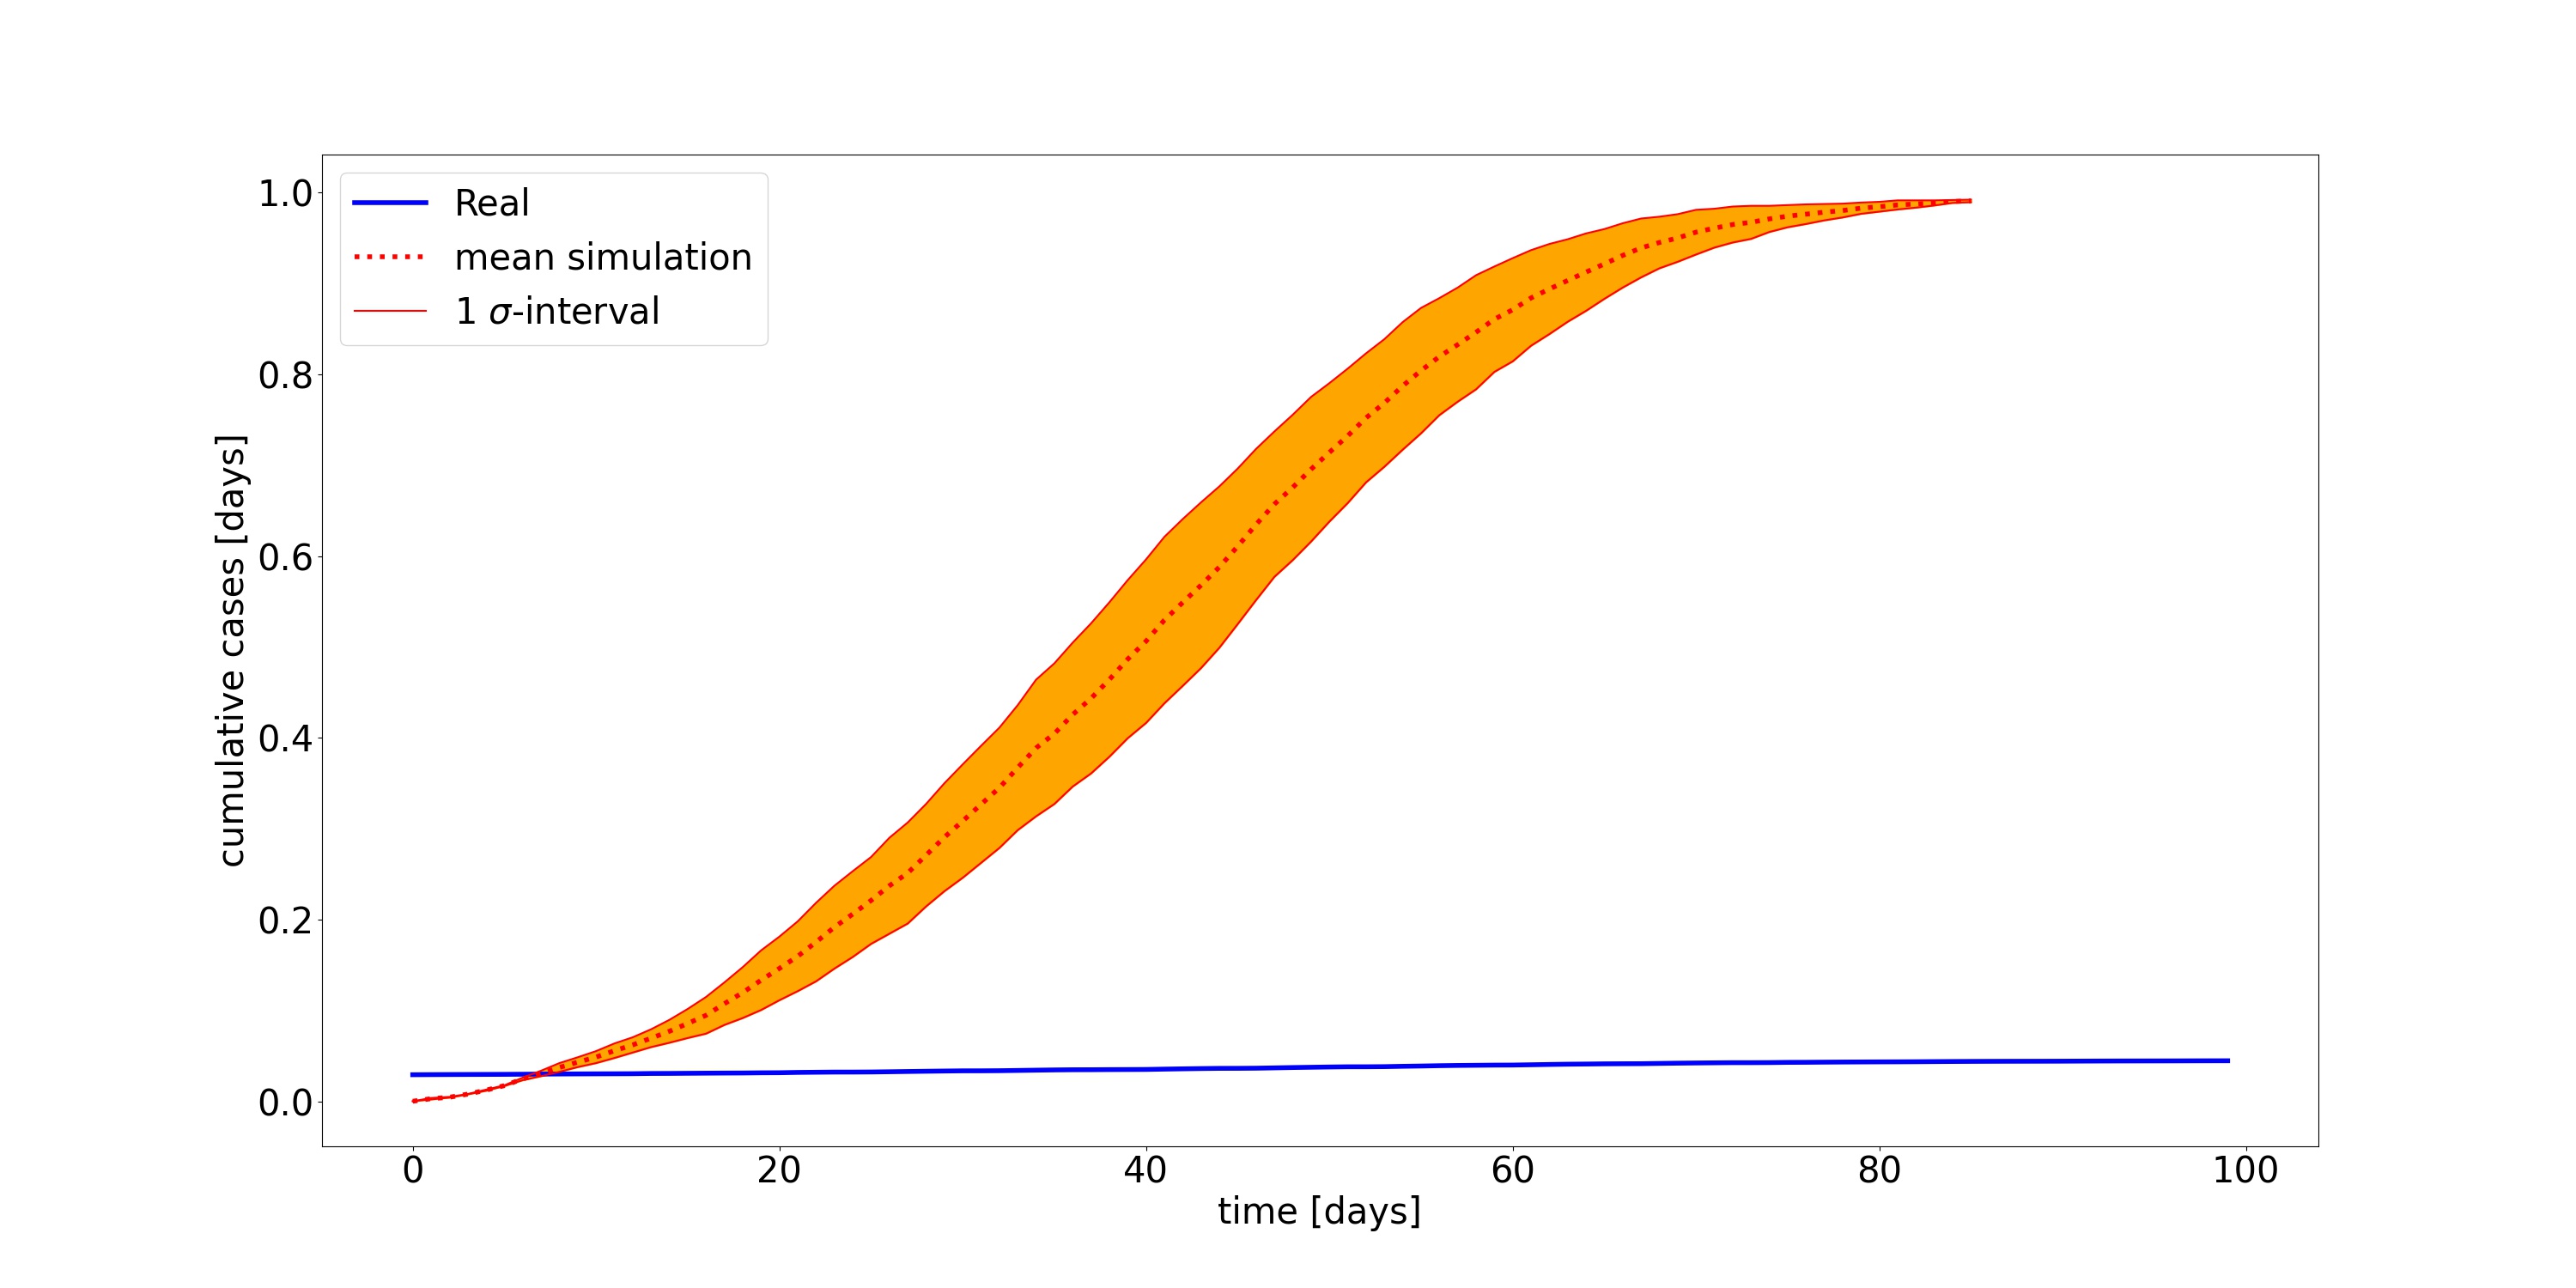 Real
mean simulation
1 σ-interval
1.0
0.8
0.6
0.4
0.2
0.0
cumulative cases [days]
0 20 40 60 80 100
time [days]